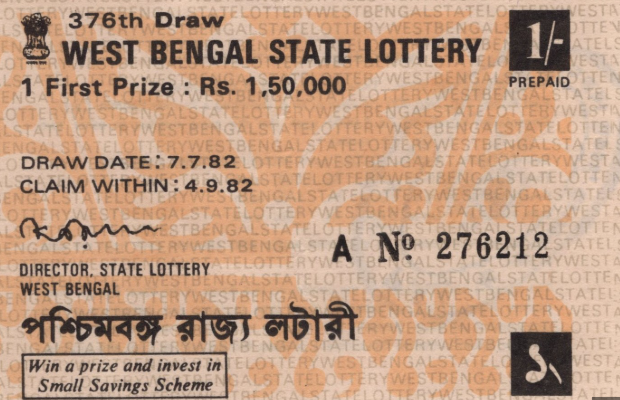 376th Draw
WEST BENGAL STATE LOTTERY
1/-
PREPAID
1 First Prize : Rs. 1,50,000
DRAW DATE : 7.7.82
CLAIM WITHIN : 4.9.82
A Nº 276212
DIRECTOR, STATE LOTTERY
WEST BENGAL
পশ্চিমবঙ্গ রাজ্য লটারী
Win a prize and invest in
Small Savings Scheme
১৲